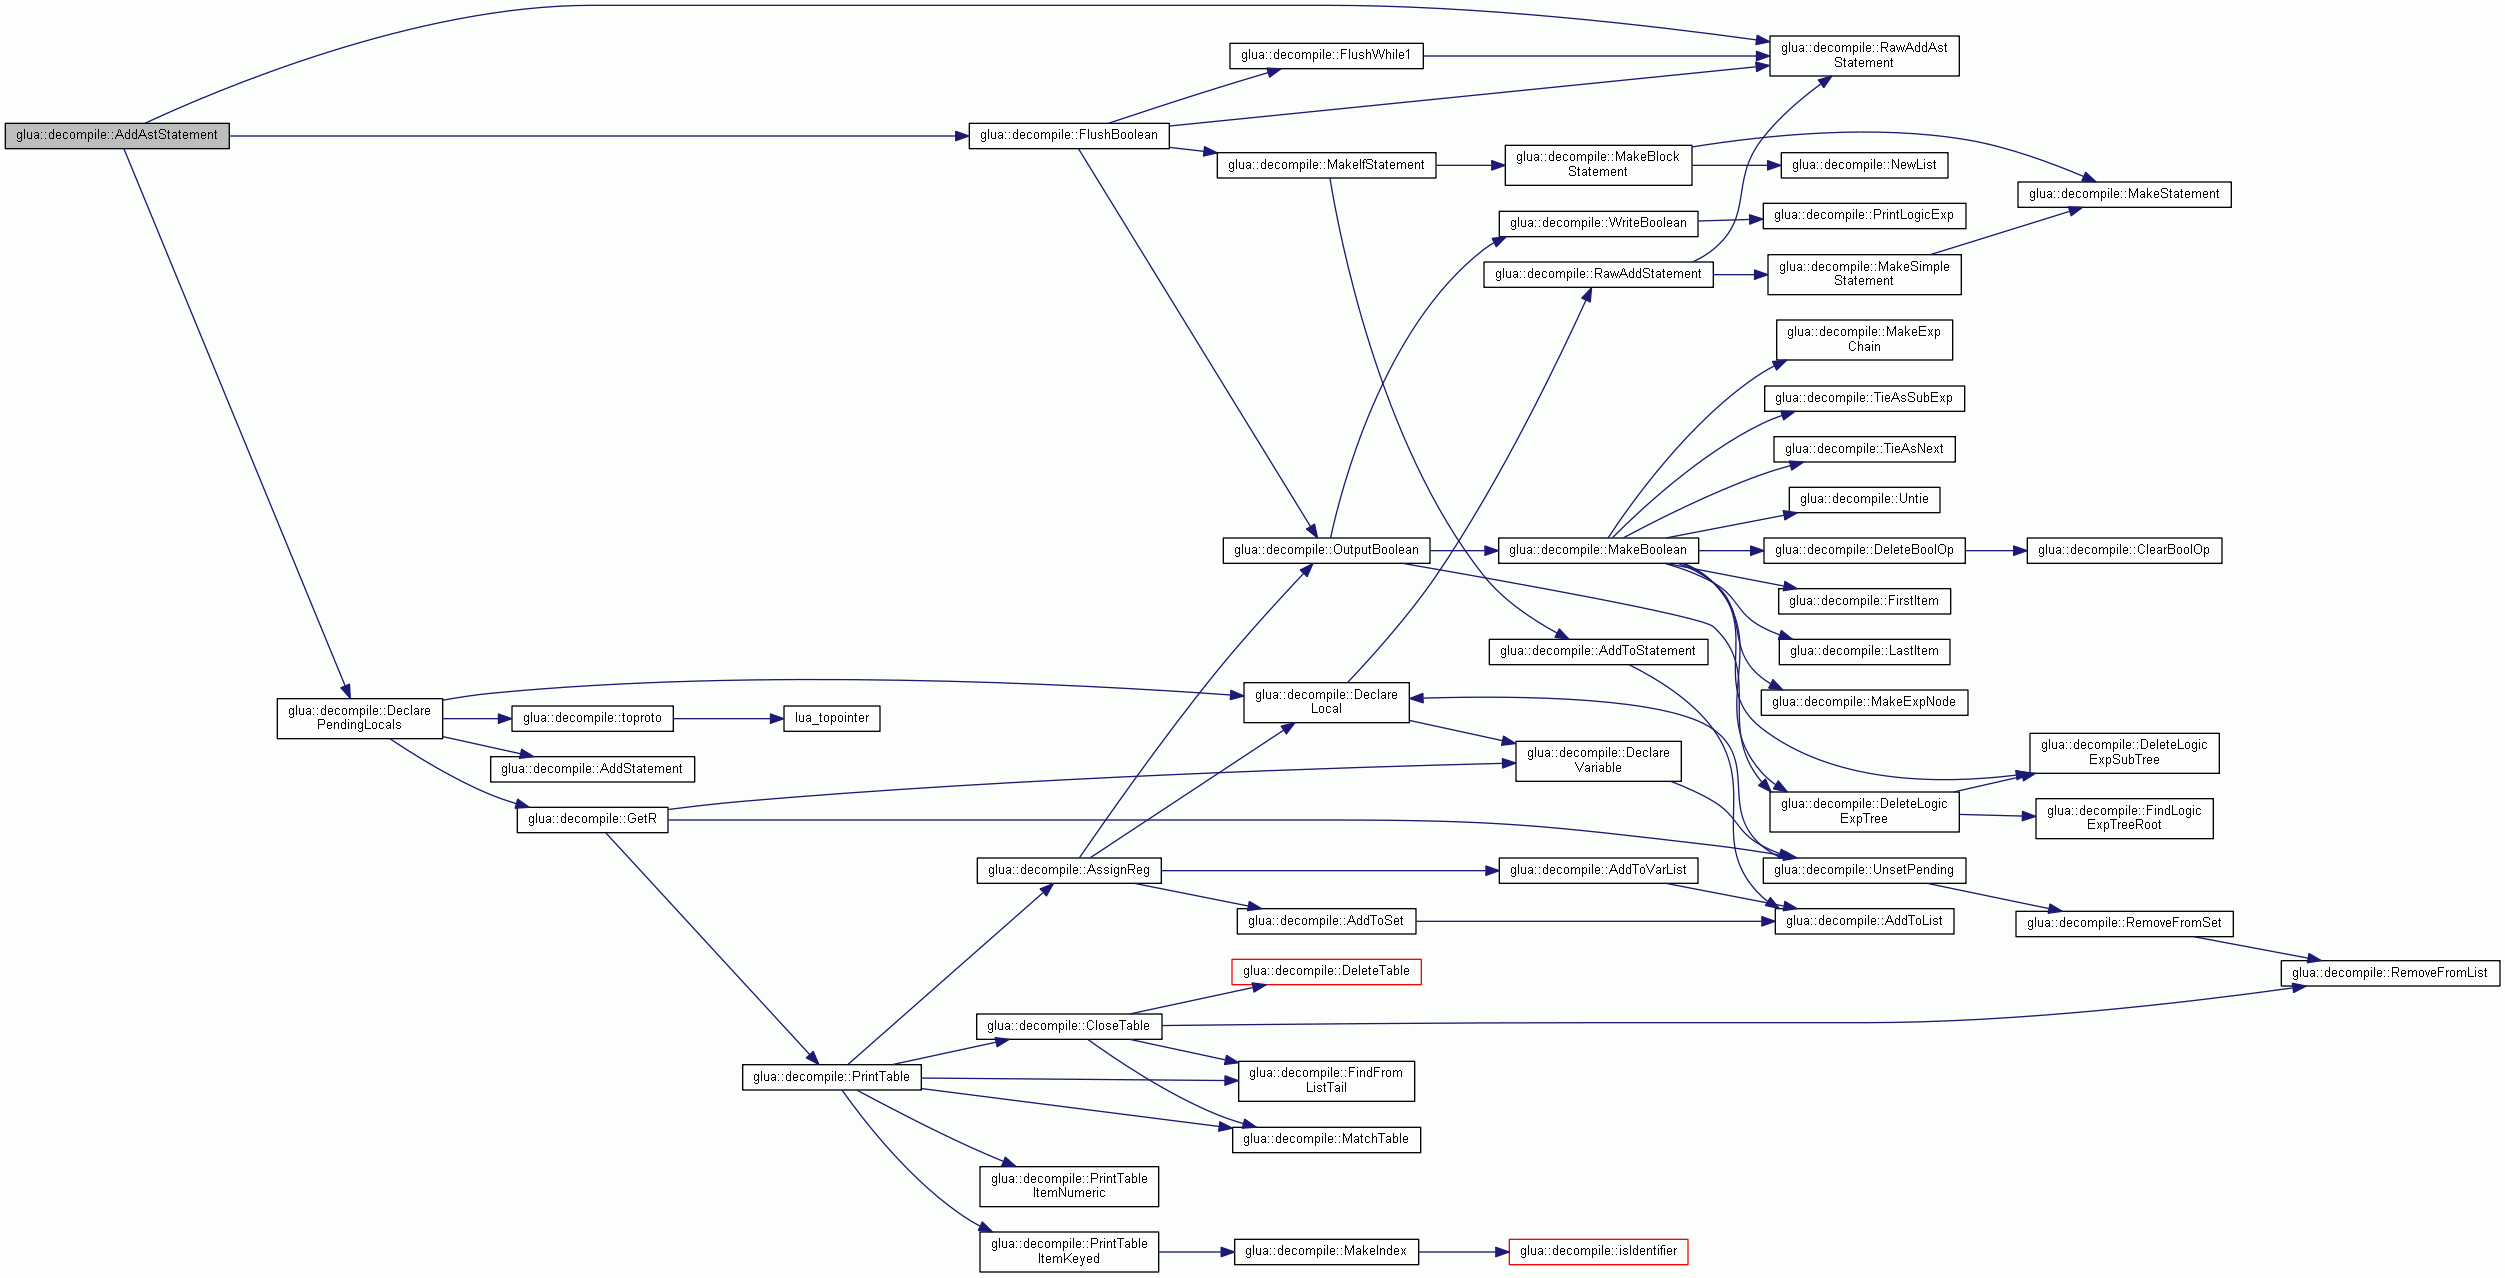 glua::decompile::AddAstStatement
glua::decompile::Declare
PendingLocals
glua::decompile::toproto
lua_topointer
glua::decompile::AddStatement
glua::decompile::GetR
glua::decompile::PrintTable
glua::decompile::FlushBoolean
glua::decompile::AssignReg
glua::decompile::CloseTable
glua::decompile::PrintTable
ItemNumeric
glua::decompile::PrintTable
ItemKeyed
glua::decompile::FlushWhile1
glua::decompile::MakeIfStatement
glua::decompile::OutputBoolean
glua::decompile::Declare
Local
glua::decompile::AddToSet
glua::decompile::DeleteTable
glua::decompile::FindFrom
ListTail
glua::decompile::MatchTable
glua::decompile::MakeIndex
glua::decompile::MakeBlock
Statement
glua::decompile::WriteBoolean
glua::decompile::RawAddStatement
glua::decompile::MakeBoolean
glua::decompile::AddToStatement
glua::decompile::Declare
Variable
glua::decompile::AddToVarList
glua::decompile::isIdentifier
glua::decompile::RawAddAst
Statement
glua::decompile::NewList
glua::decompile::PrintLogicExp
glua::decompile::MakeSimple
Statement
glua::decompile::MakeExp
Chain
glua::decompile::TieAsSubExp
glua::decompile::TieAsNext
glua::decompile::Untie
glua::decompile::DeleteBoolOp
glua::decompile::FirstItem
glua::decompile::LastItem
glua::decompile::MakeExpNode
glua::decompile::DeleteLogic
ExpTree
glua::decompile::UnsetPending
glua::decompile::AddToList
glua::decompile::MakeStatement
glua::decompile::ClearBoolOp
glua::decompile::DeleteLogic
ExpSubTree
glua::decompile::FindLogic
ExpTreeRoot
glua::decompile::RemoveFromSet
glua::decompile::RemoveFromList